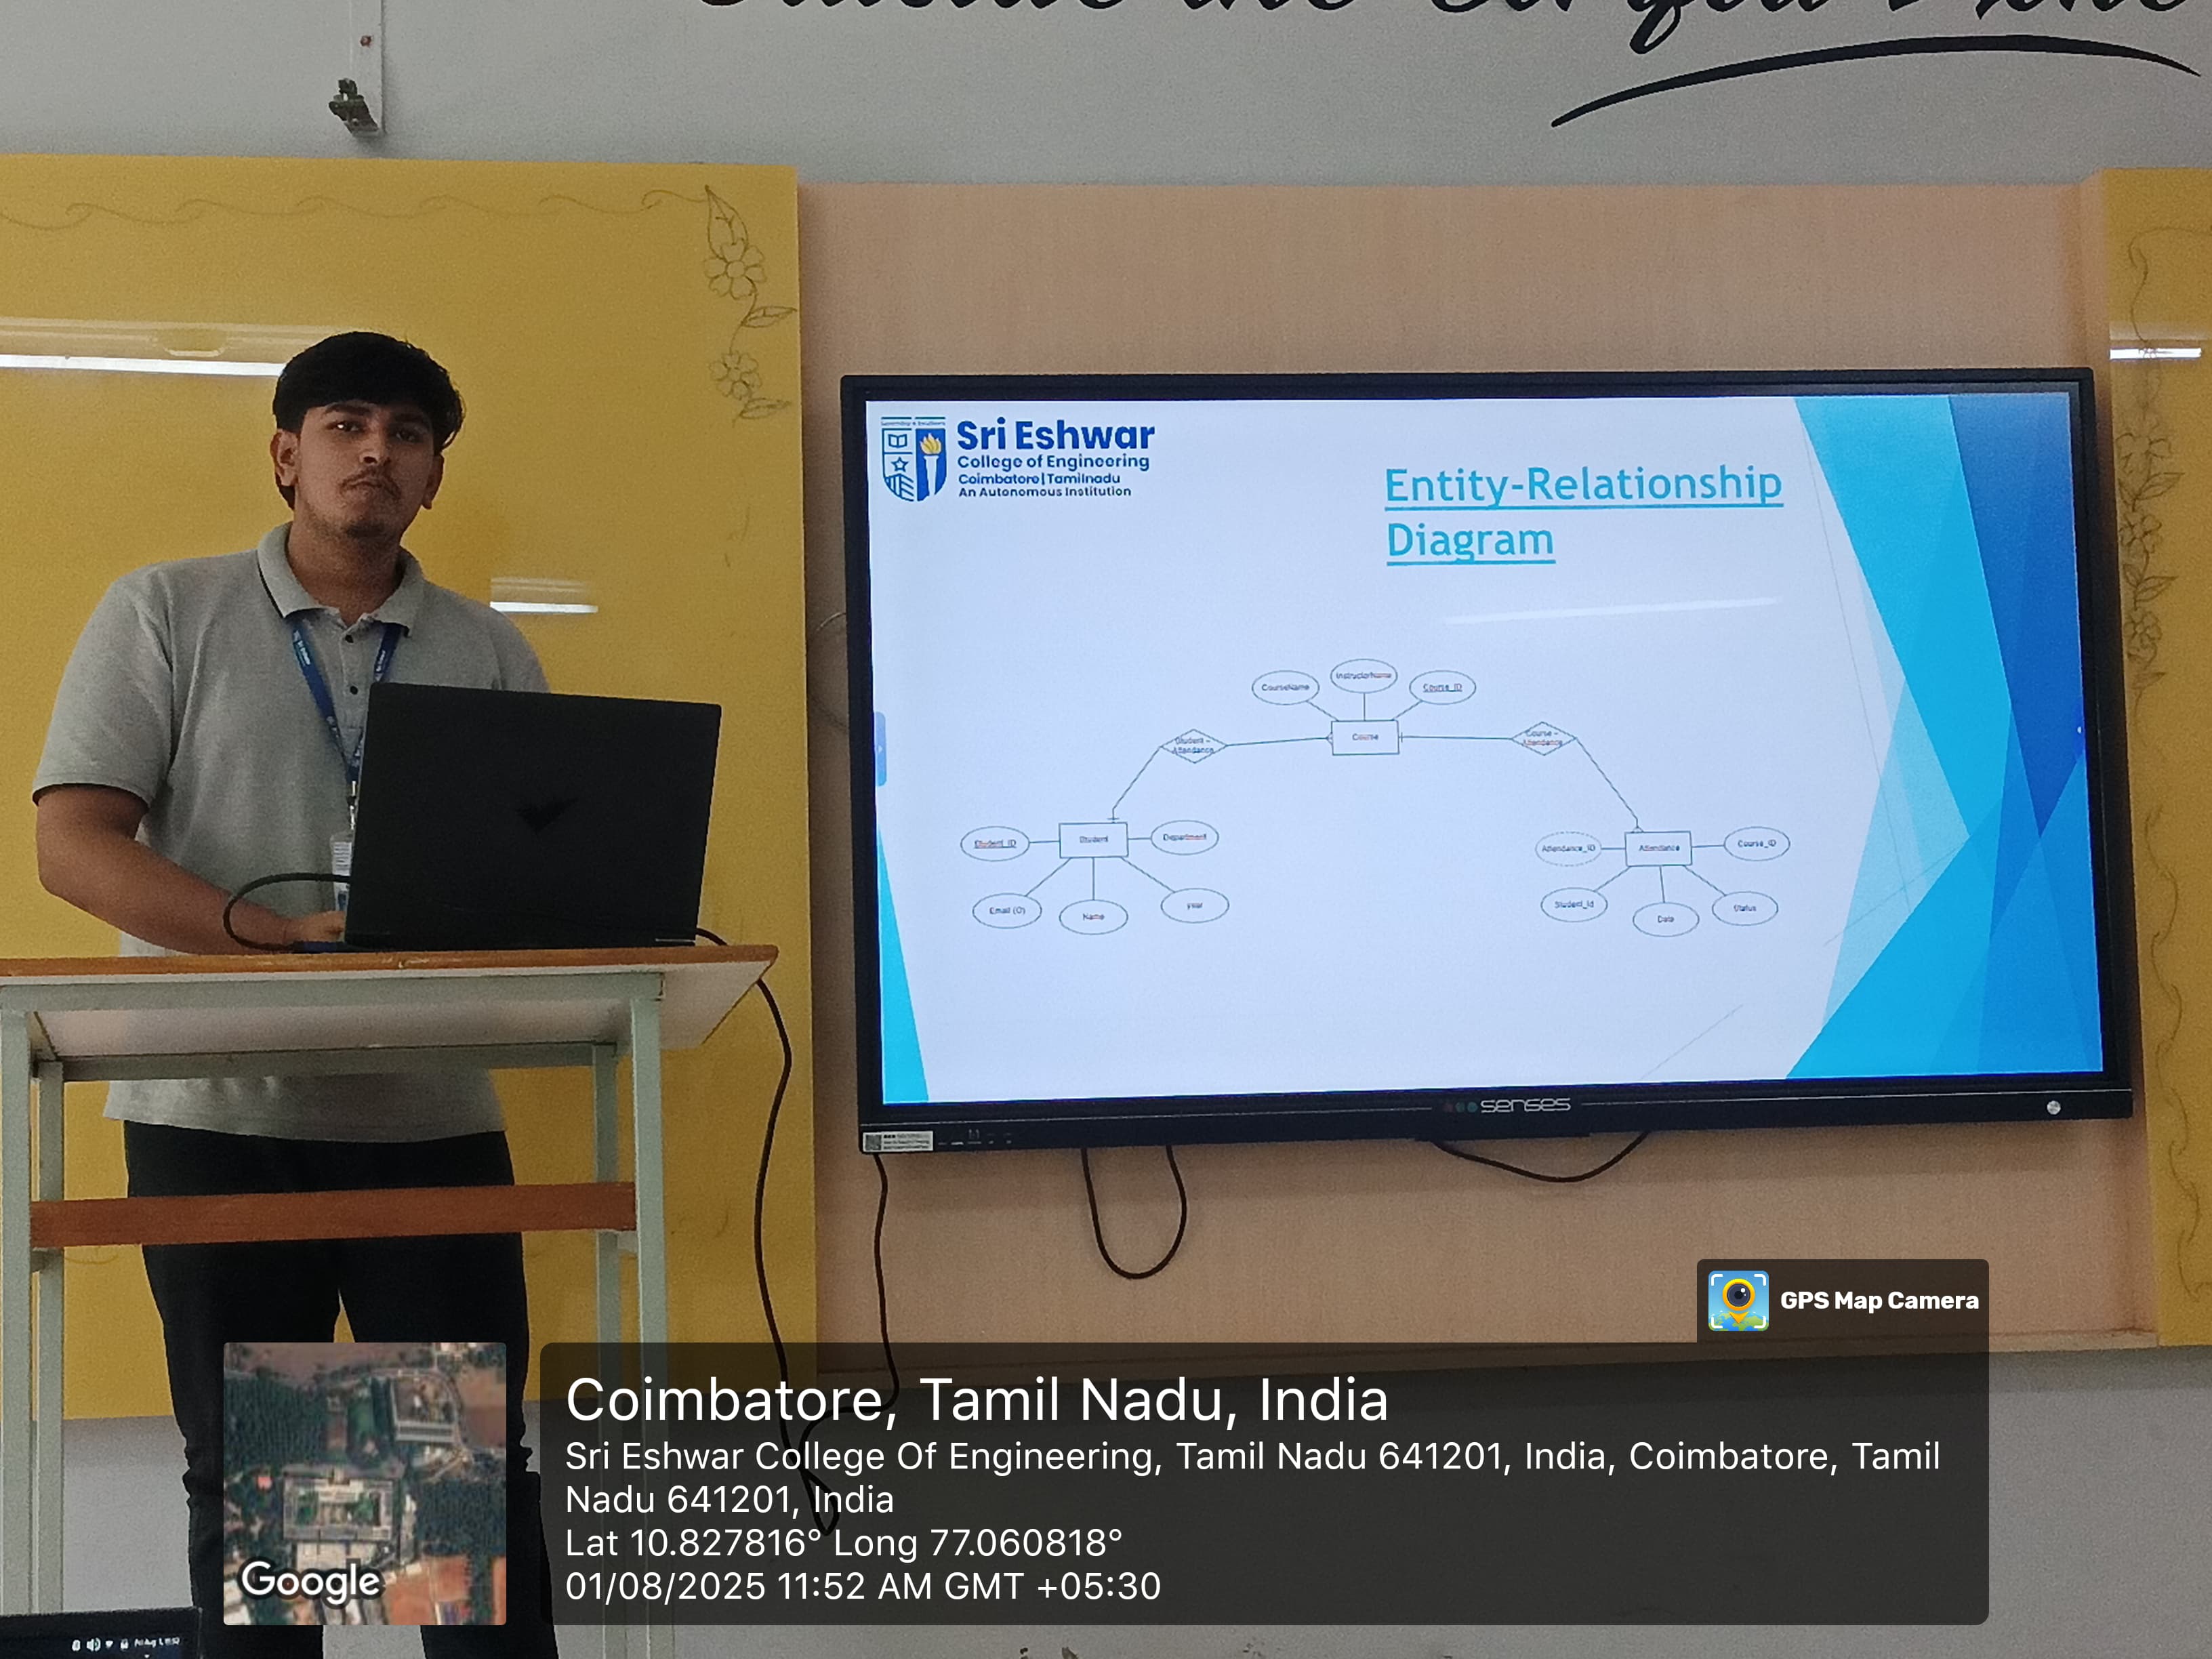 Sri Eshwar
College of Engineering
Coimbatore | Tamilnadu
An Autonomous Institution
Entity-Relationship
Diagram
CourseName
InstructorName
Course_ID
Student –
Attendance
Course
Course –
Attendance
Student_ID
Student
Department
Email (O)
Name
year
Attendance_ID
Attendance
Course_ID
Student_Id
Date
Status
senses
GPS Map Camera
Coimbatore, Tamil Nadu, India
Sri Eshwar College Of Engineering, Tamil Nadu 641201, India, Coimbatore, Tamil
Nadu 641201, India
Lat 10.827816° Long 77.060818°
01/08/2025 11:52 AM GMT +05:30
Google